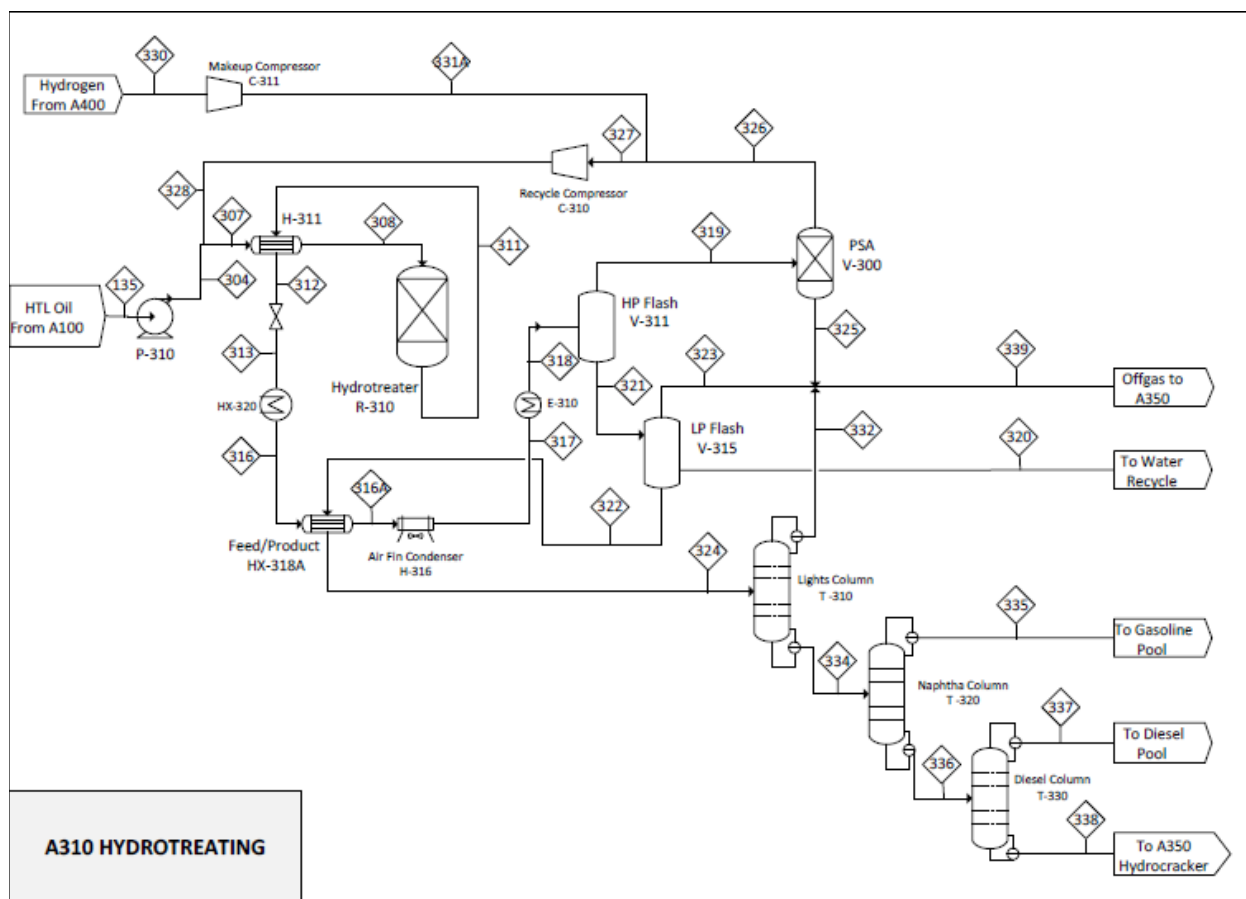 330
Makeup Compressor
C-311
331A
Hydrogen
From A400
327
326
328
Recycle Compressor
C-310
307
H-311
308
311
319
PSA
V-300
135
304
312
HTL Oil
From A100
P-310
HP Flash
V-311
325
313
318
323
339
Hydrotreater
R-310
321
Offgas to
A350
HX-320
E-310
LP Flash
V-315
332
320
316
317
To Water
Recycle
316A
322
Feed/Product
HX-318A
Air Fin Condenser
H-316
324
Lights Column
T -310
335
To Gasoline
Pool
334
Naphtha Column
T -320
337
To Diesel
Pool
336
Diesel Column
T-330
338
To A350
Hydrocracker
A310 HYDROTREATING